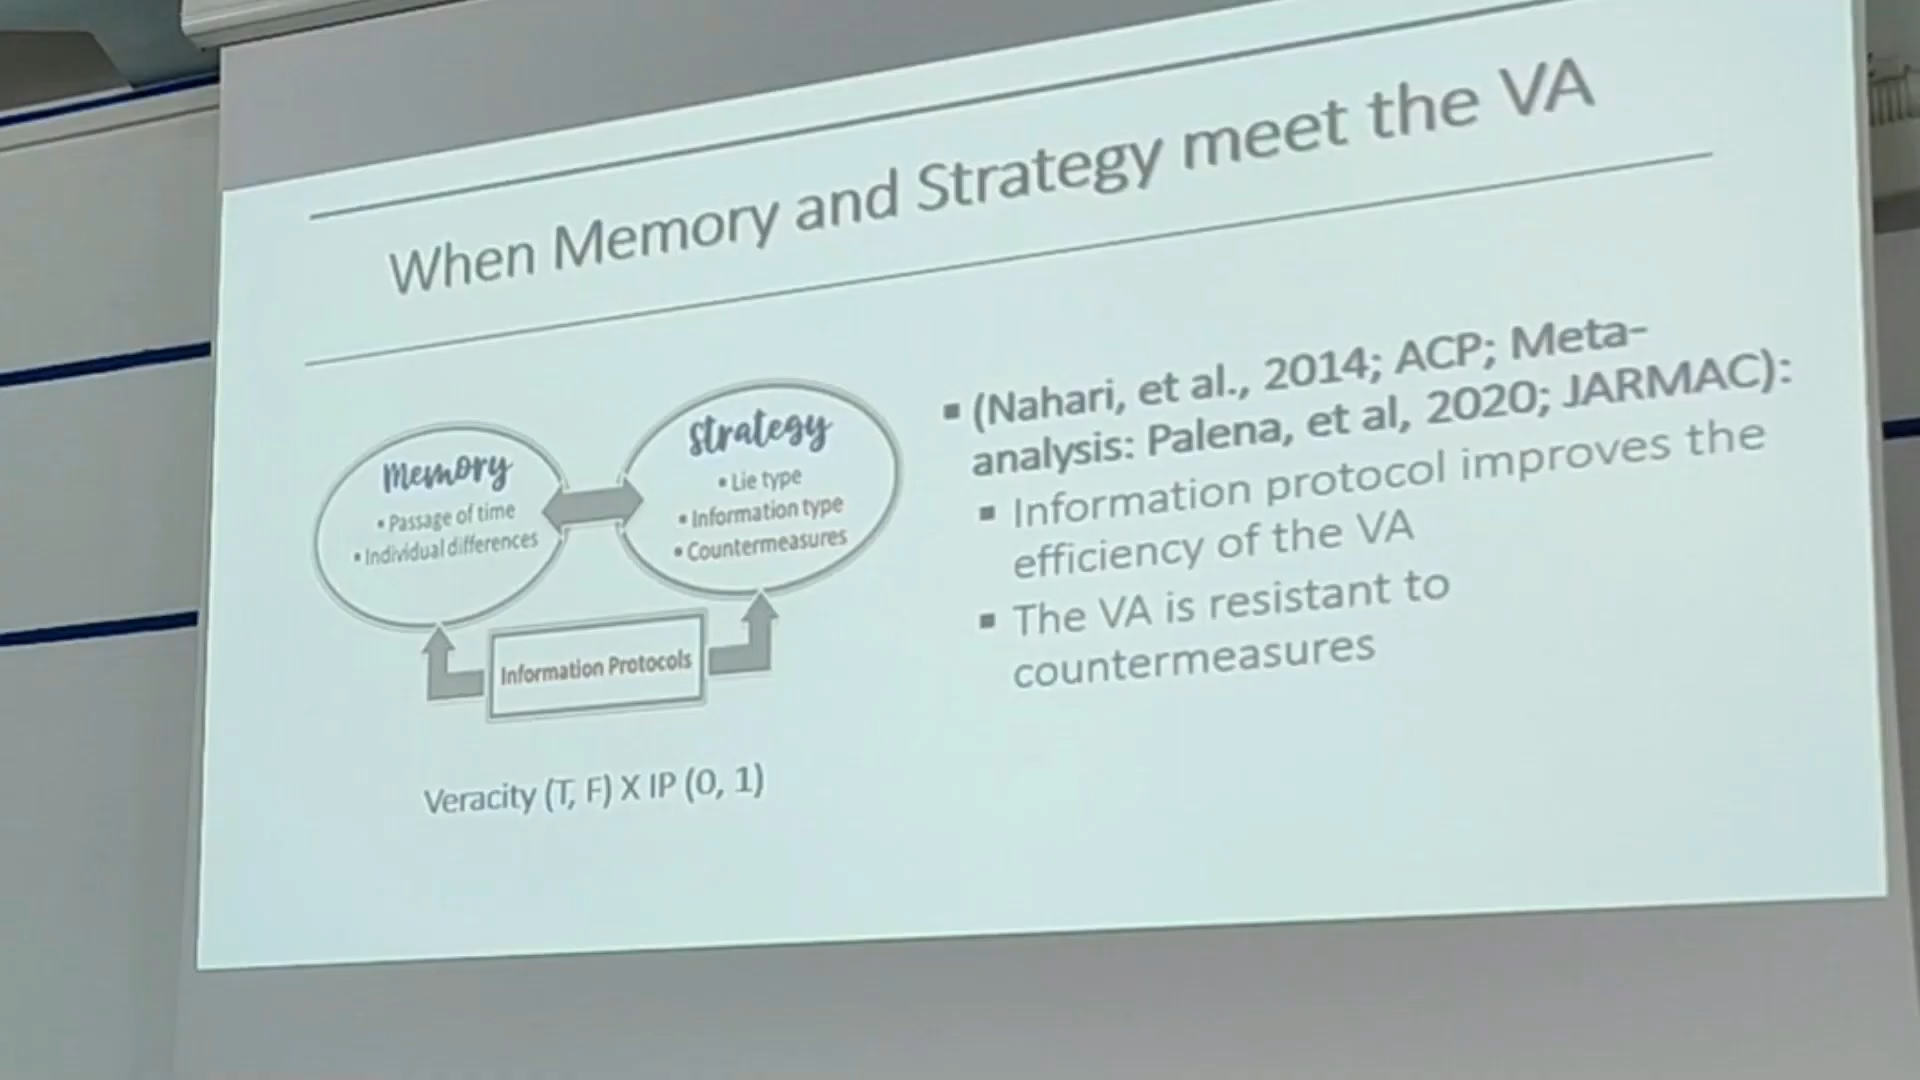 When Memory and Strategy meet the VA
Memory
▪ Passage of time
▪ Individual differences
Strategy
▪ Lie type
▪ Information type
▪ Countermeasures
Information Protocols
Veracity (T, F) X IP (0, 1)
▪ (Nahari, et al., 2014; ACP; Meta-
analysis: Palena, et al, 2020; JARMAC):
▪ Information protocol improves the
efficiency of the VA
▪ The VA is resistant to
countermeasures